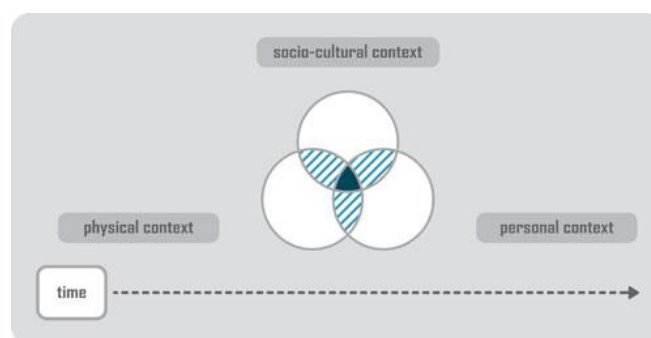 socio-cultural context
physical context
personal context
time